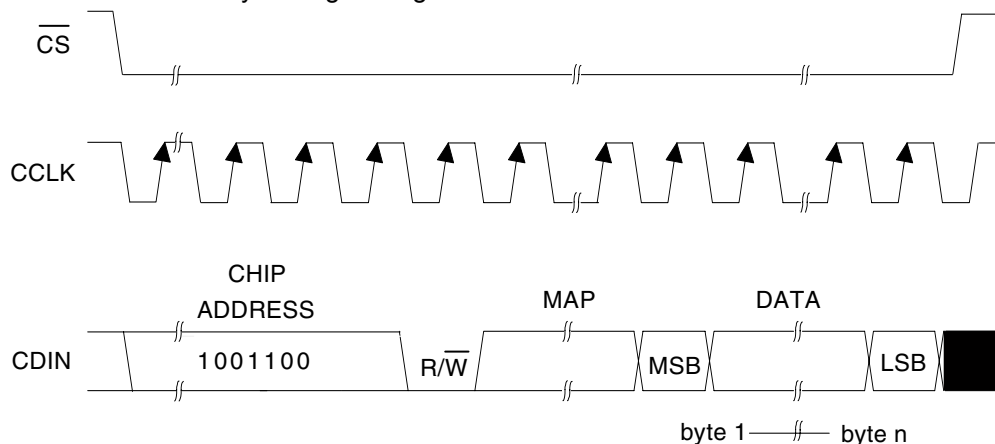 CS
CCLK
CHIP
ADDRESS
MAP
DATA
CDIN
1001100
R/W
MSB
LSB
byte 1
byte n